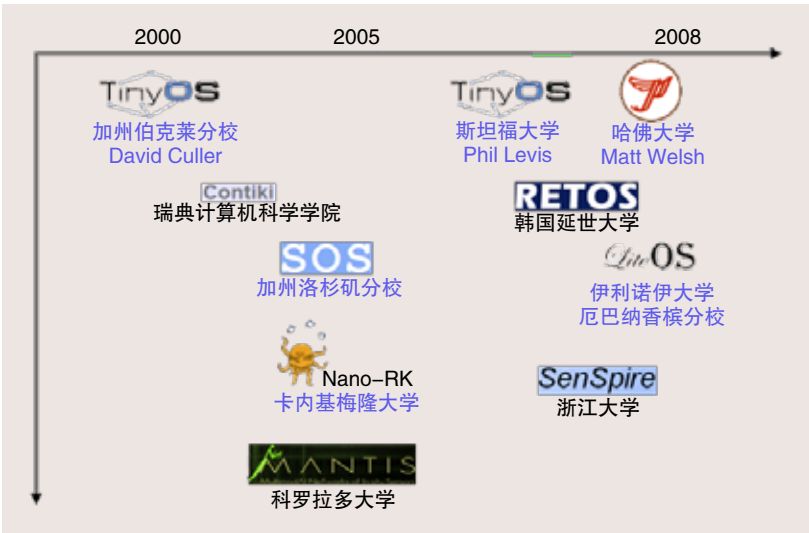 2000 2005 2008
TinyOS
加州伯克莱分校
David Culler
TinyOS
斯坦福大学
Phil Levis
哈佛大学
Matt Welsh
Contiki
瑞典计算机科学学院
RETOS
韩国延世大学
SOS
加州洛杉矶分校
LiteOS
伊利诺伊大学
厄巴纳香槟分校
Nano-RK
卡内基梅隆大学
SenSpire
浙江大学
MANTIS
科罗拉多大学